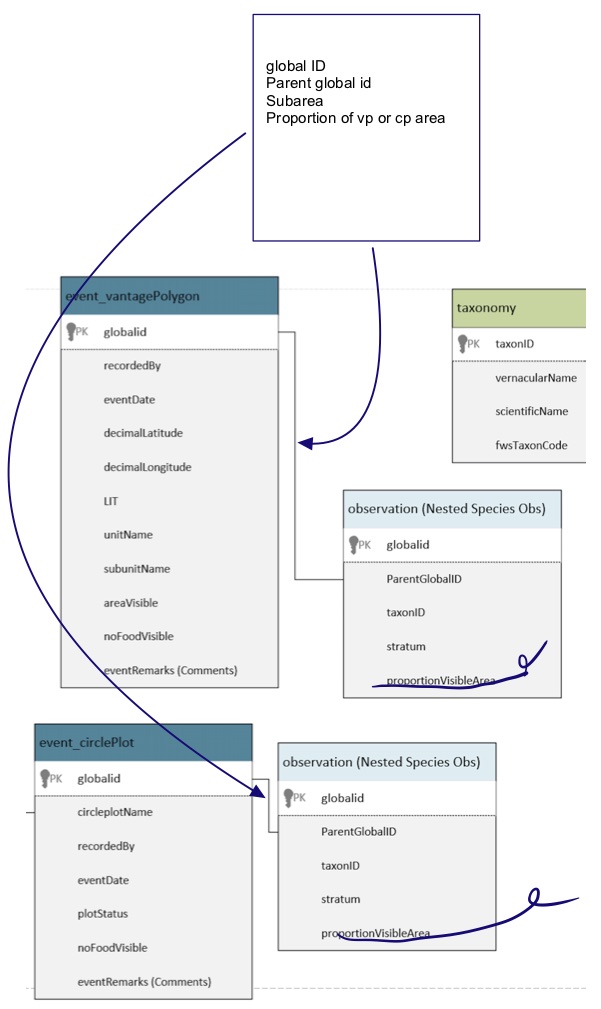 global ID
Parent global id
Subarea
Proportion of vp or cp area
event_vantagePolygon
PK globalid
recordedBy
eventDate
decimalLatitude
decimalLongitude
LIT
unitName
subunitName
areaVisible
noFoodVisible
eventRemarks (Comments)
taxonomy
PK taxonID
vernacularName
scientificName
fwsTaxonCode
observation (Nested Species Obs)
PK globalid
ParentGlobalID
taxonID
stratum
proportionVisibleArea
event_circlePlot
PK globalid
circleplotName
recordedBy
eventDate
plotStatus
noFoodVisible
eventRemarks (Comments)
observation (Nested Species Obs)
PK globalid
ParentGlobalID
taxonID
stratum
proportionVisibleArea